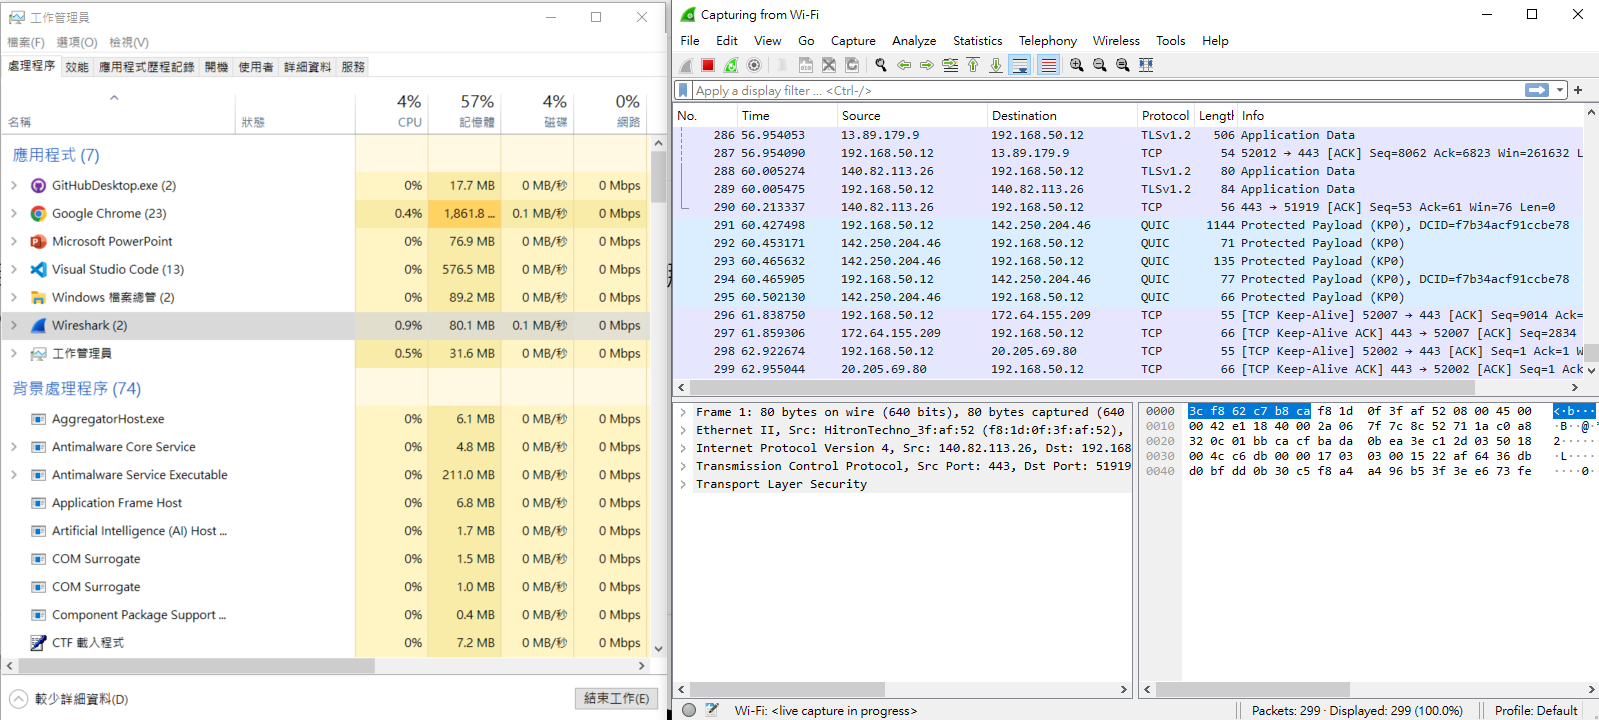 工作管理員
檔案(F) 選項(O) 檢視(V)
處理程序 效能 應用程式歷程記錄 開機 使用者 詳細資料 服務
4% 57% 4% 0%
名稱 狀態 CPU 記憶體 磁碟 網路
應用程式 (7)
GitHubDesktop.exe (2) 0% 17.7 MB 0 MB/秒 0 Mbps
Google Chrome (23) 0.4% 1,861.8 ... 0.1 MB/秒 0 Mbps
Microsoft PowerPoint 0% 76.9 MB 0 MB/秒 0 Mbps
Visual Studio Code (13) 0% 576.5 MB 0 MB/秒 0 Mbps
Windows 檔案總管 (2) 0% 89.2 MB 0 MB/秒 0 Mbps
Wireshark (2) 0.9% 80.1 MB 0.1 MB/秒 0 Mbps
工作管理員 0.5% 31.6 MB 0 MB/秒 0 Mbps
背景處理程序 (74)
AggregatorHost.exe 0% 6.1 MB 0 MB/秒 0 Mbps
Antimalware Core Service 0% 4.8 MB 0 MB/秒 0 Mbps
Antimalware Service Executable 0% 211.0 MB 0 MB/秒 0 Mbps
Application Frame Host 0% 6.8 MB 0 MB/秒 0 Mbps
Artificial Intelligence (AI) Host ... 0% 1.7 MB 0 MB/秒 0 Mbps
COM Surrogate 0% 1.5 MB 0 MB/秒 0 Mbps
COM Surrogate 0% 1.0 MB 0 MB/秒 0 Mbps
Component Package Support ... 0% 0.4 MB 0 MB/秒 0 Mbps
CTF 載入程式 0% 7.2 MB 0 MB/秒 0 Mbps
較少詳細資料(D) 結束工作(E)
Capturing from Wi-Fi
File Edit View Go Capture Analyze Statistics Telephony Wireless Tools Help
Apply a display filter ... <Ctrl-/>
No. Time Source Destination Protocol Length Info
286 56.954053 13.89.179.9 192.168.50.12 TLSv1.2 506 Application Data
287 56.954090 192.168.50.12 13.89.179.9 TCP 54 52012 → 443 [ACK] Seq=8062 Ack=6823 Win=261632 L
288 60.005274 140.82.113.26 192.168.50.12 TLSv1.2 80 Application Data
289 60.005475 192.168.50.12 140.82.113.26 TLSv1.2 84 Application Data
290 60.213337 140.82.113.26 192.168.50.12 TCP 56 443 → 51919 [ACK] Seq=53 Ack=61 Win=76 Len=0
291 60.427498 192.168.50.12 142.250.204.46 QUIC 1144 Protected Payload (KP0), DCID=f7b34acf91ccbe78
292 60.453171 142.250.204.46 192.168.50.12 QUIC 71 Protected Payload (KP0)
293 60.465632 142.250.204.46 192.168.50.12 QUIC 135 Protected Payload (KP0)
294 60.465905 192.168.50.12 142.250.204.46 QUIC 77 Protected Payload (KP0), DCID=f7b34acf91ccbe78
295 60.502130 142.250.204.46 192.168.50.12 QUIC 66 Protected Payload (KP0)
296 61.838750 192.168.50.12 172.64.155.209 TCP 55 [TCP Keep-Alive] 52007 → 443 [ACK] Seq=9014 Ack=
297 61.859306 172.64.155.209 192.168.50.12 TCP 66 [TCP Keep-Alive ACK] 443 → 52007 [ACK] Seq=2834
298 62.922674 192.168.50.12 20.205.69.80 TCP 55 [TCP Keep-Alive] 52002 → 443 [ACK] Seq=1 Ack=1 W
299 62.955044 20.205.69.80 192.168.50.12 TCP 66 [TCP Keep-Alive ACK] 443 → 52002 [ACK] Seq=1 Ack
Frame 1: 80 bytes on wire (640 bits), 80 bytes captured (640
Ethernet II, Src: HitronTechno_3f:af:52 (f8:1d:0f:3f:af:52),
Internet Protocol Version 4, Src: 140.82.113.26, Dst: 192.168
Transmission Control Protocol, Src Port: 443, Dst Port: 51919
Transport Layer Security
0000 3c f8 62 c7 b8 ca f8 1d 0f 3f af 52 08 00 45 00 <·b···
0010 00 42 e1 18 40 00 2a 06 7f 7c 8c 52 71 1a c0 a8 ·B··@·*
0020 32 0c 01 bb ca cf ba da 0b ea 3e c1 2d 03 50 18 2······
0030 00 4c c6 db 00 00 17 03 03 00 15 22 af 64 36 db ·L·····
0040 d0 bf dd 0b 30 c5 f8 a4 a4 96 b5 3f 3e e6 73 fe ····0··
Wi-Fi: <live capture in progress> Packets: 299 · Displayed: 299 (100.0%) Profile: Default